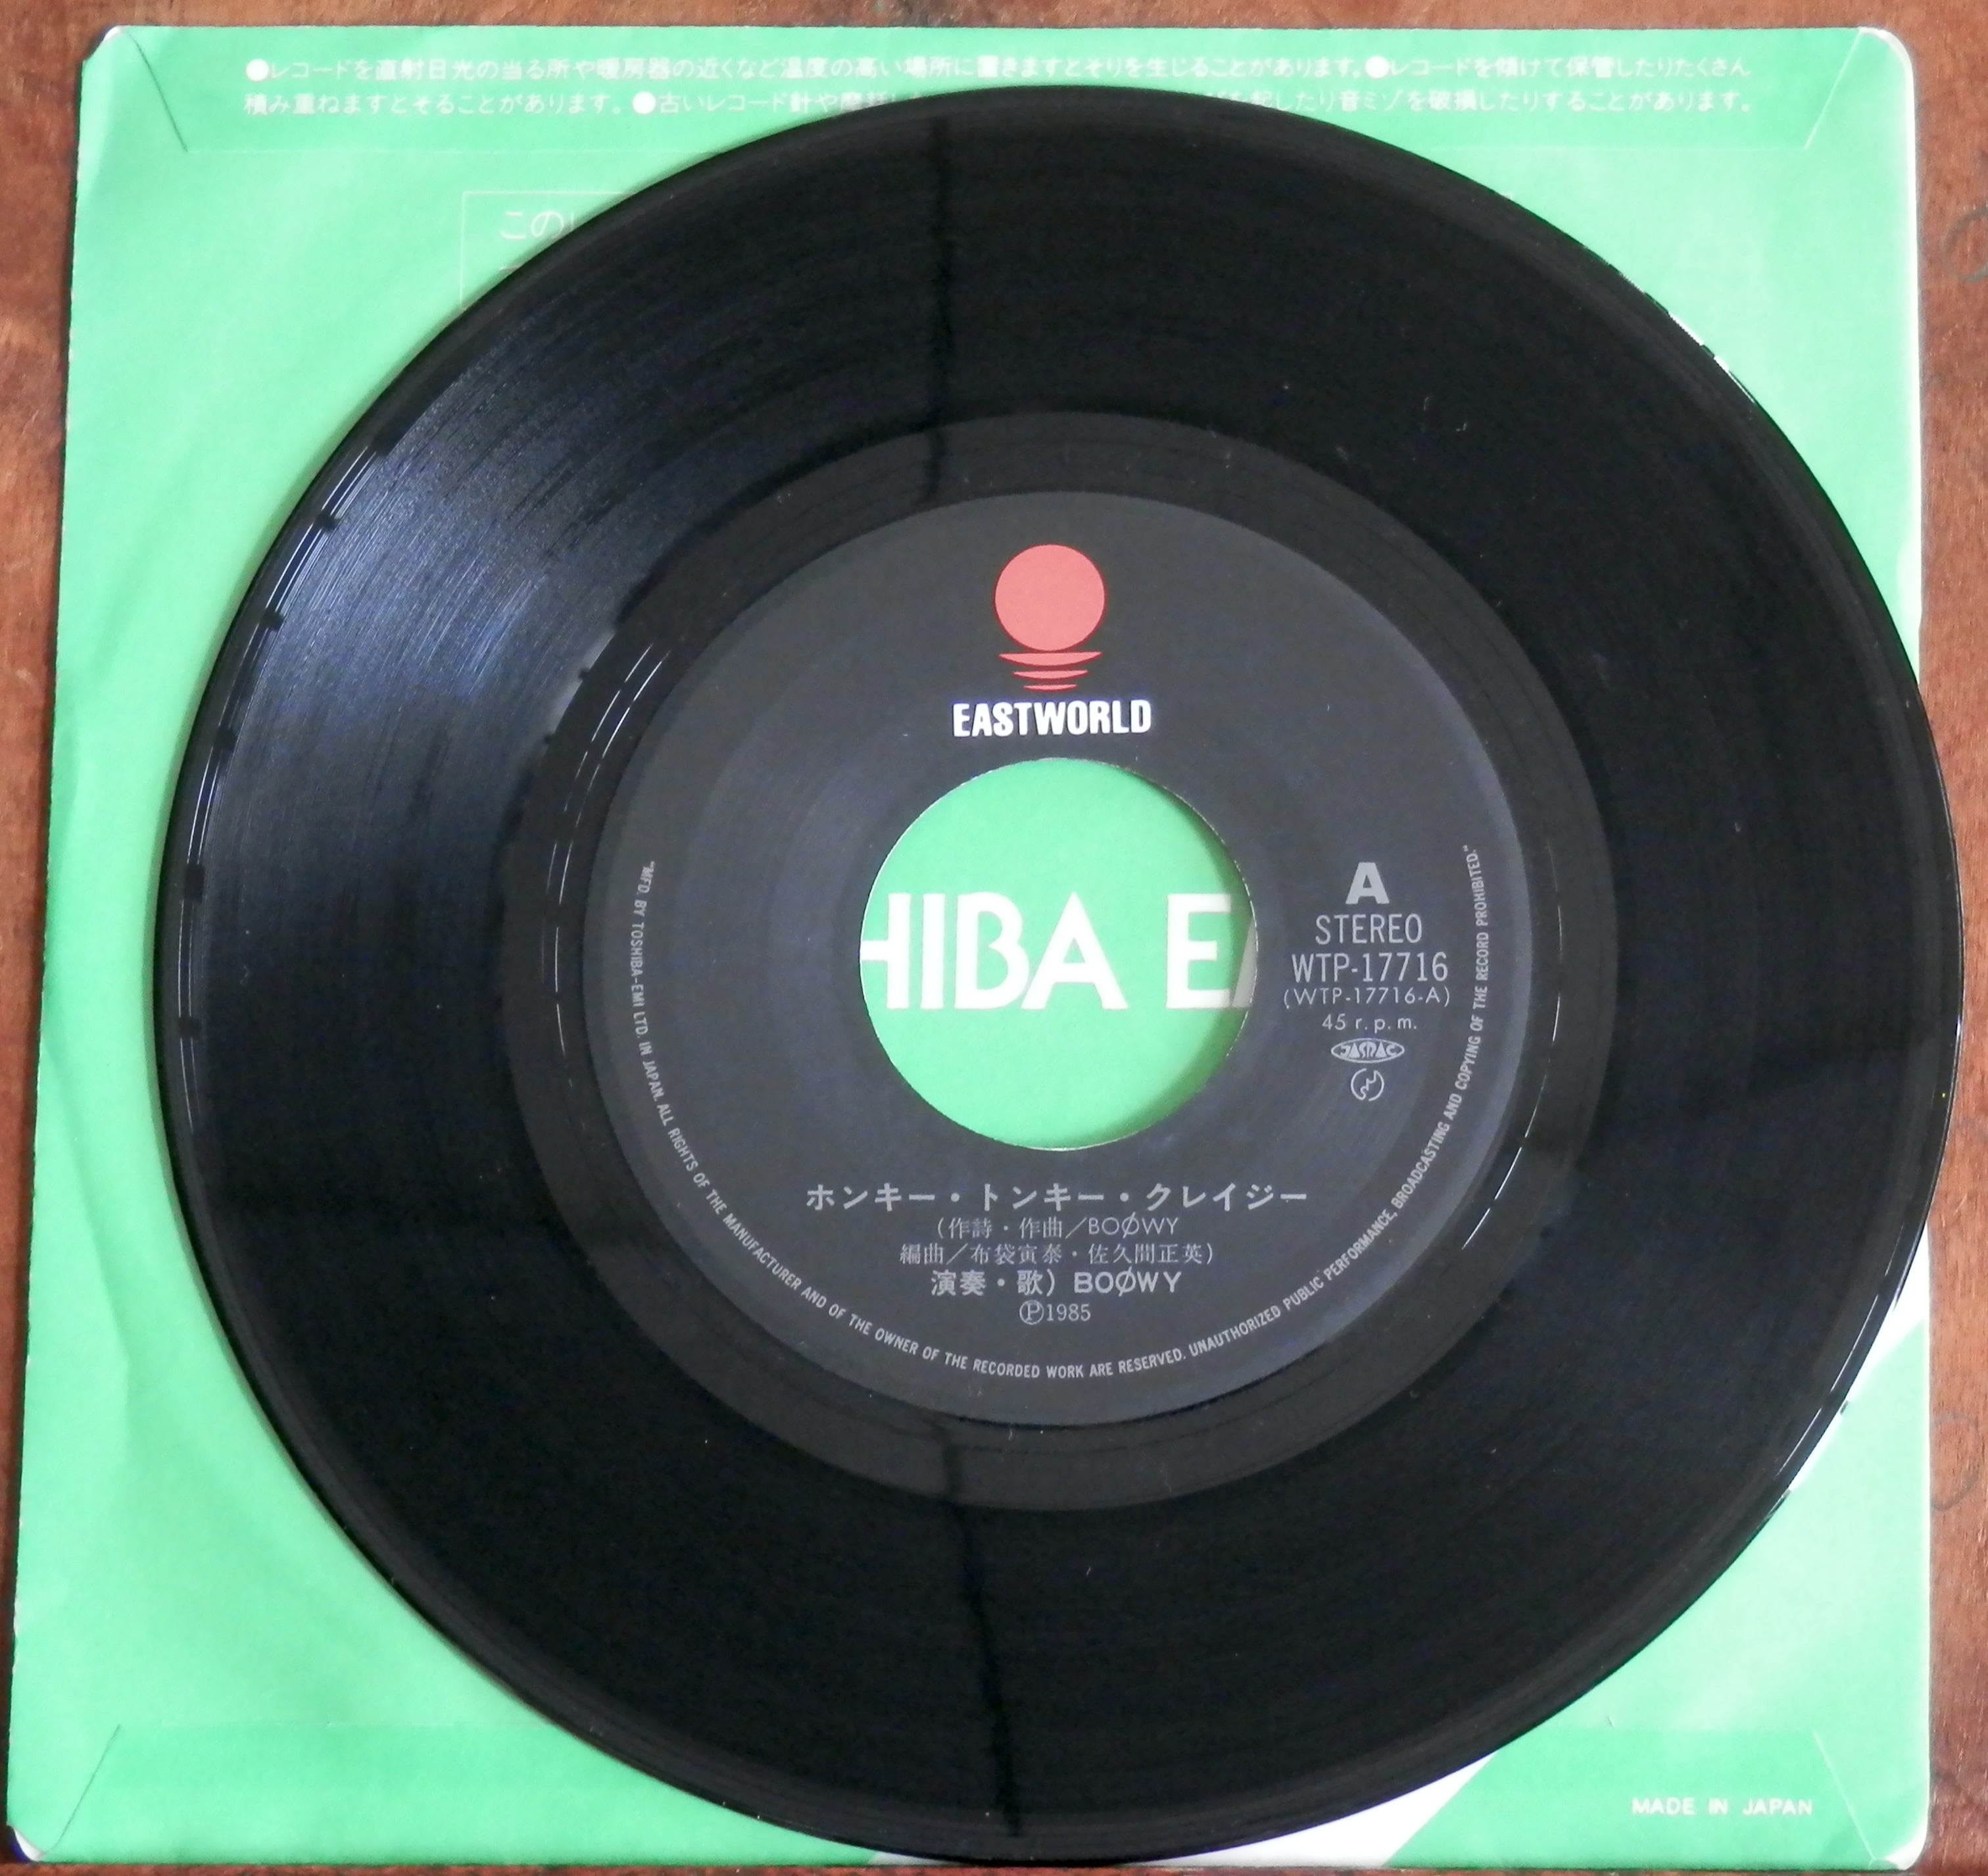 ●レコードを直射日光の当る所や暖房器の近くなど温度の高い場所に置きますとそりを生じることがあります。●レコードを傾けて保管したりたくさん
積み重ねますとそることがあります。●古いレコード針や磨耗し
を起したり音ミゾを破損したりすることがあります。
この
EASTWORLD
HIBA E
A
STEREO
WTP-17716
(WTP-17716-A)
45 r.p.m.
JASRAC
ホンキー・トンキー・クレイジー
(作詩・作曲／BOØWY
編曲／布袋寅泰・佐久間正英)
演奏・歌) BOØWY
Ⓟ1985
"MFD. BY TOSHIBA-EMI LTD. IN JAPAN. ALL RIGHTS OF THE MANUFACTURER AND OF THE OWNER OF THE RECORDED WORK ARE RESERVED. UNAUTHORIZED PUBLIC PERFORMANCE, BROADCASTING AND COPYING OF THE RECORD PROHIBITED."
MADE IN JAPAN